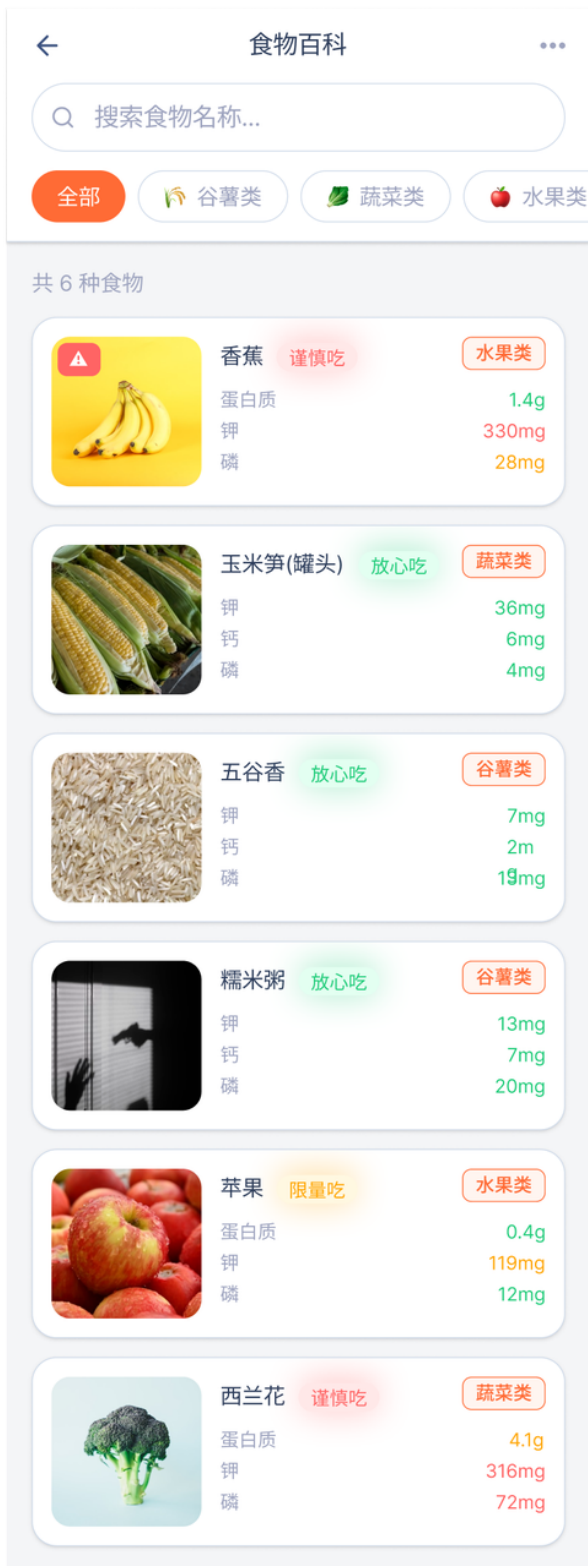 食物百科
搜索食物名称...
全部 谷薯类 蔬菜类 水果类
共 6 种食物
香蕉 谨慎吃 水果类
蛋白质 1.4g
钾 330mg
磷 28mg
玉米笋(罐头) 放心吃 蔬菜类
钾 36mg
钙 6mg
磷 4mg
五谷香 放心吃 谷薯类
钾 7mg
钙 2mg
磷 13mg
糯米粥 放心吃 谷薯类
钾 13mg
钙 7mg
磷 20mg
苹果 限量吃 水果类
蛋白质 0.4g
钾 119mg
磷 12mg
西兰花 谨慎吃 蔬菜类
蛋白质 4.1g
钾 316mg
磷 72mg